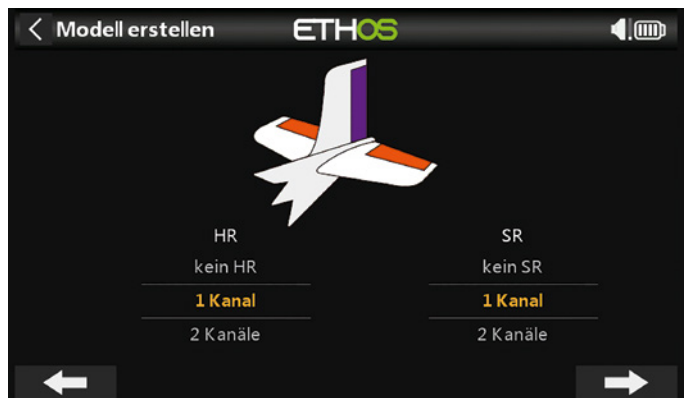 Modell erstellen
ETHOS
HR
SR
kein HR
kein SR
1 Kanal
1 Kanal
2 Kanäle
2 Kanäle